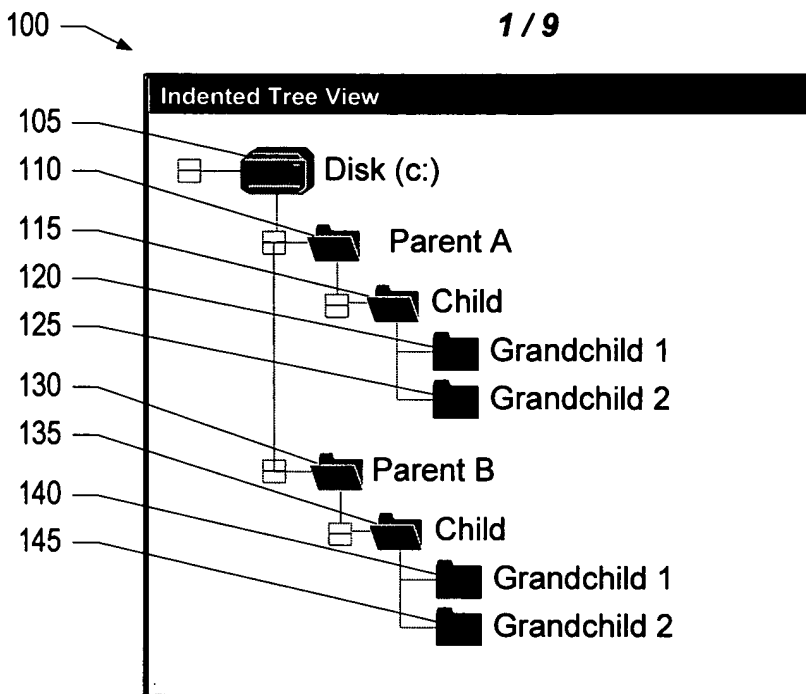 100
1 / 9
Indented Tree View
105
Disk (c:)
110
Parent A
115
Child
120
Grandchild 1
125
Grandchild 2
130
Parent B
135
Child
140
Grandchild 1
145
Grandchild 2